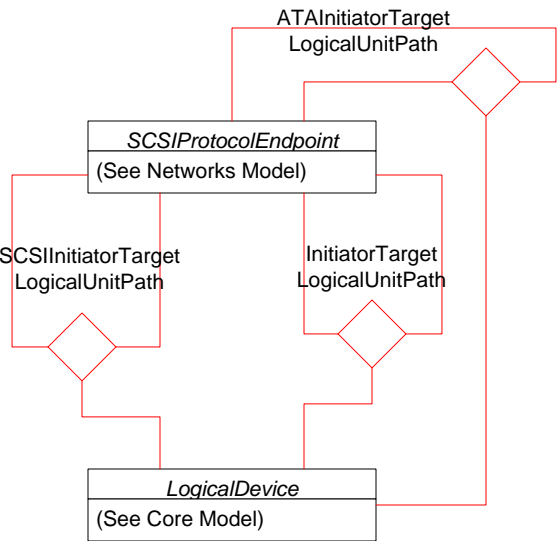 ATAInitiatorTarget
LogicalUnitPath
SCSIProtocolEndpoint
(See Networks Model)
SCSIInitiatorTarget
LogicalUnitPath
InitiatorTarget
LogicalUnitPath
LogicalDevice
(See Core Model)